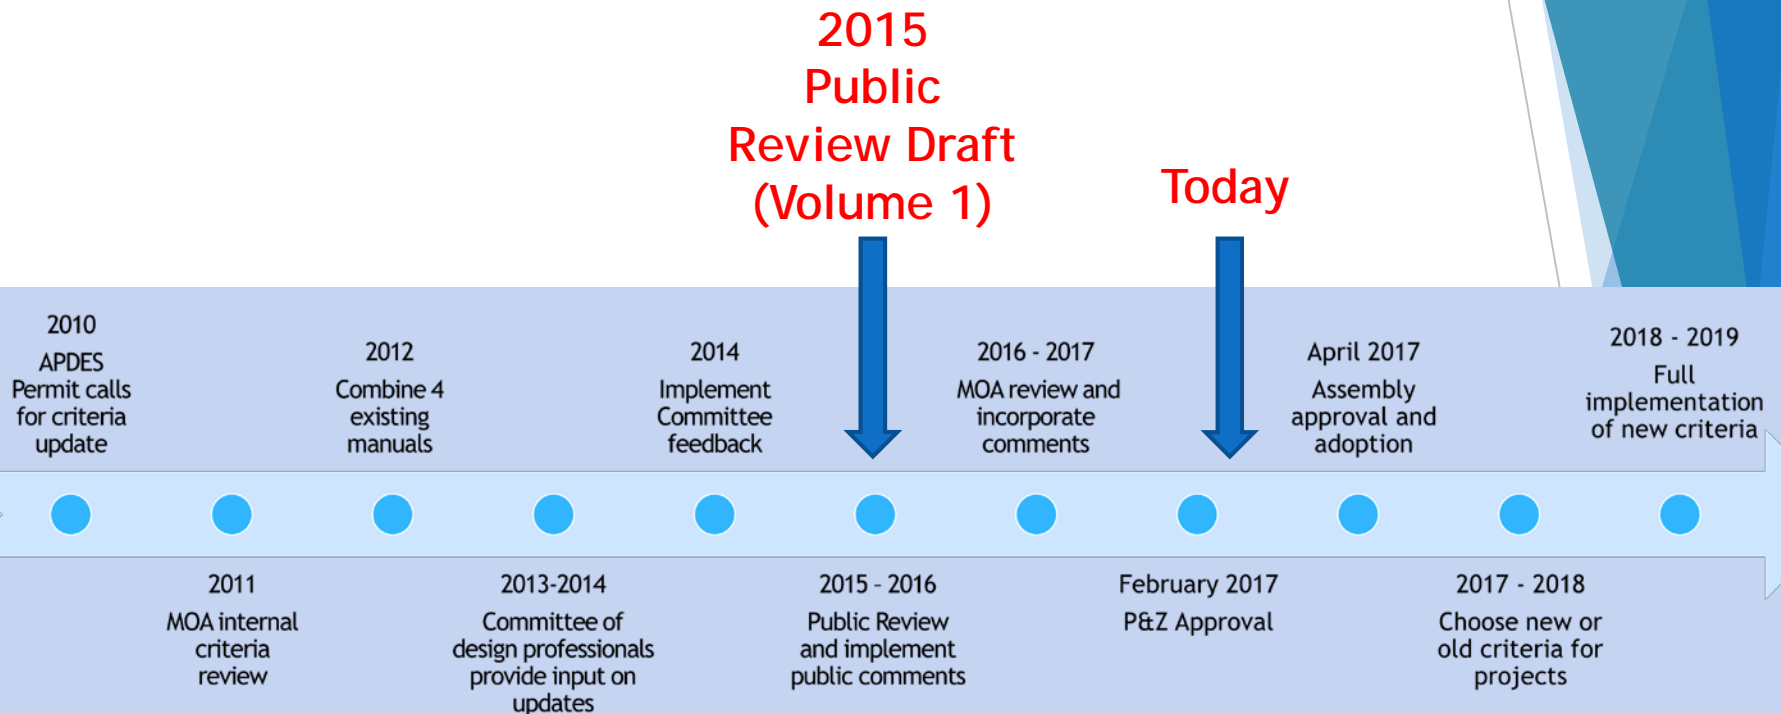 2015
Public
Review Draft
(Volume 1)
Today
2010
APDES
Permit calls
for criteria
update
2012
Combine 4
existing
manuals
2014
Implement
Committee
feedback
2016 - 2017
MOA review and
incorporate
comments
April 2017
Assembly
approval and
adoption
2018 - 2019
Full
implementation
of new criteria
2011
MOA internal
criteria
review
2013-2014
Committee of
design professionals
provide input on
updates
2015 - 2016
Public Review
and implement
public comments
February 2017
P&Z Approval
2017 - 2018
Choose new or
old criteria for
projects